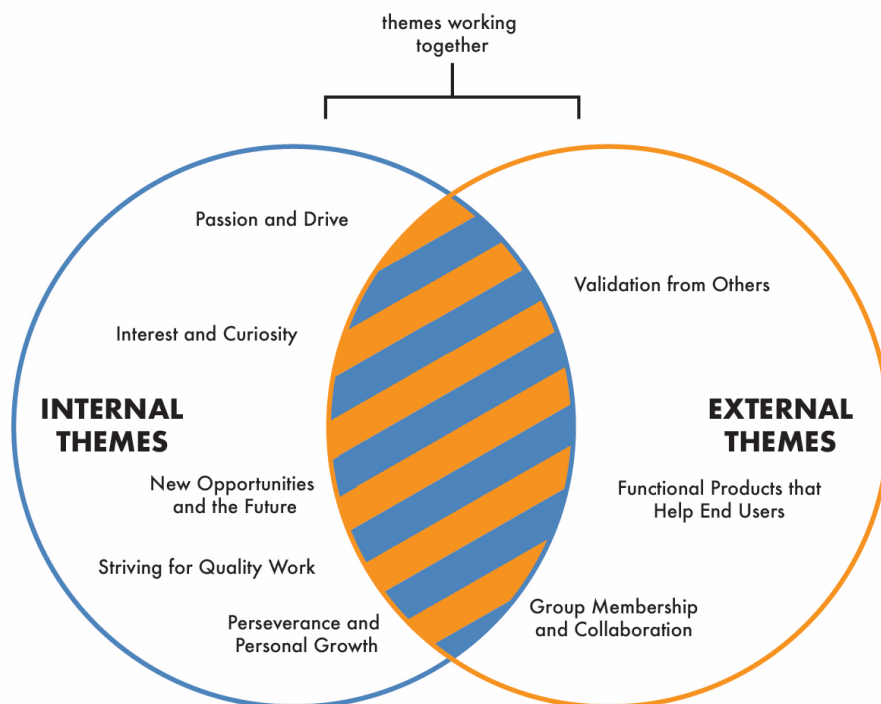 themes working
together
Passion and Drive
Interest and Curiosity
INTERNAL
THEMES
New Opportunities
and the Future
Striving for Quality Work
Perseverance and
Personal Growth
Validation from Others
EXTERNAL
THEMES
Functional Products that
Help End Users
Group Membership
and Collaboration